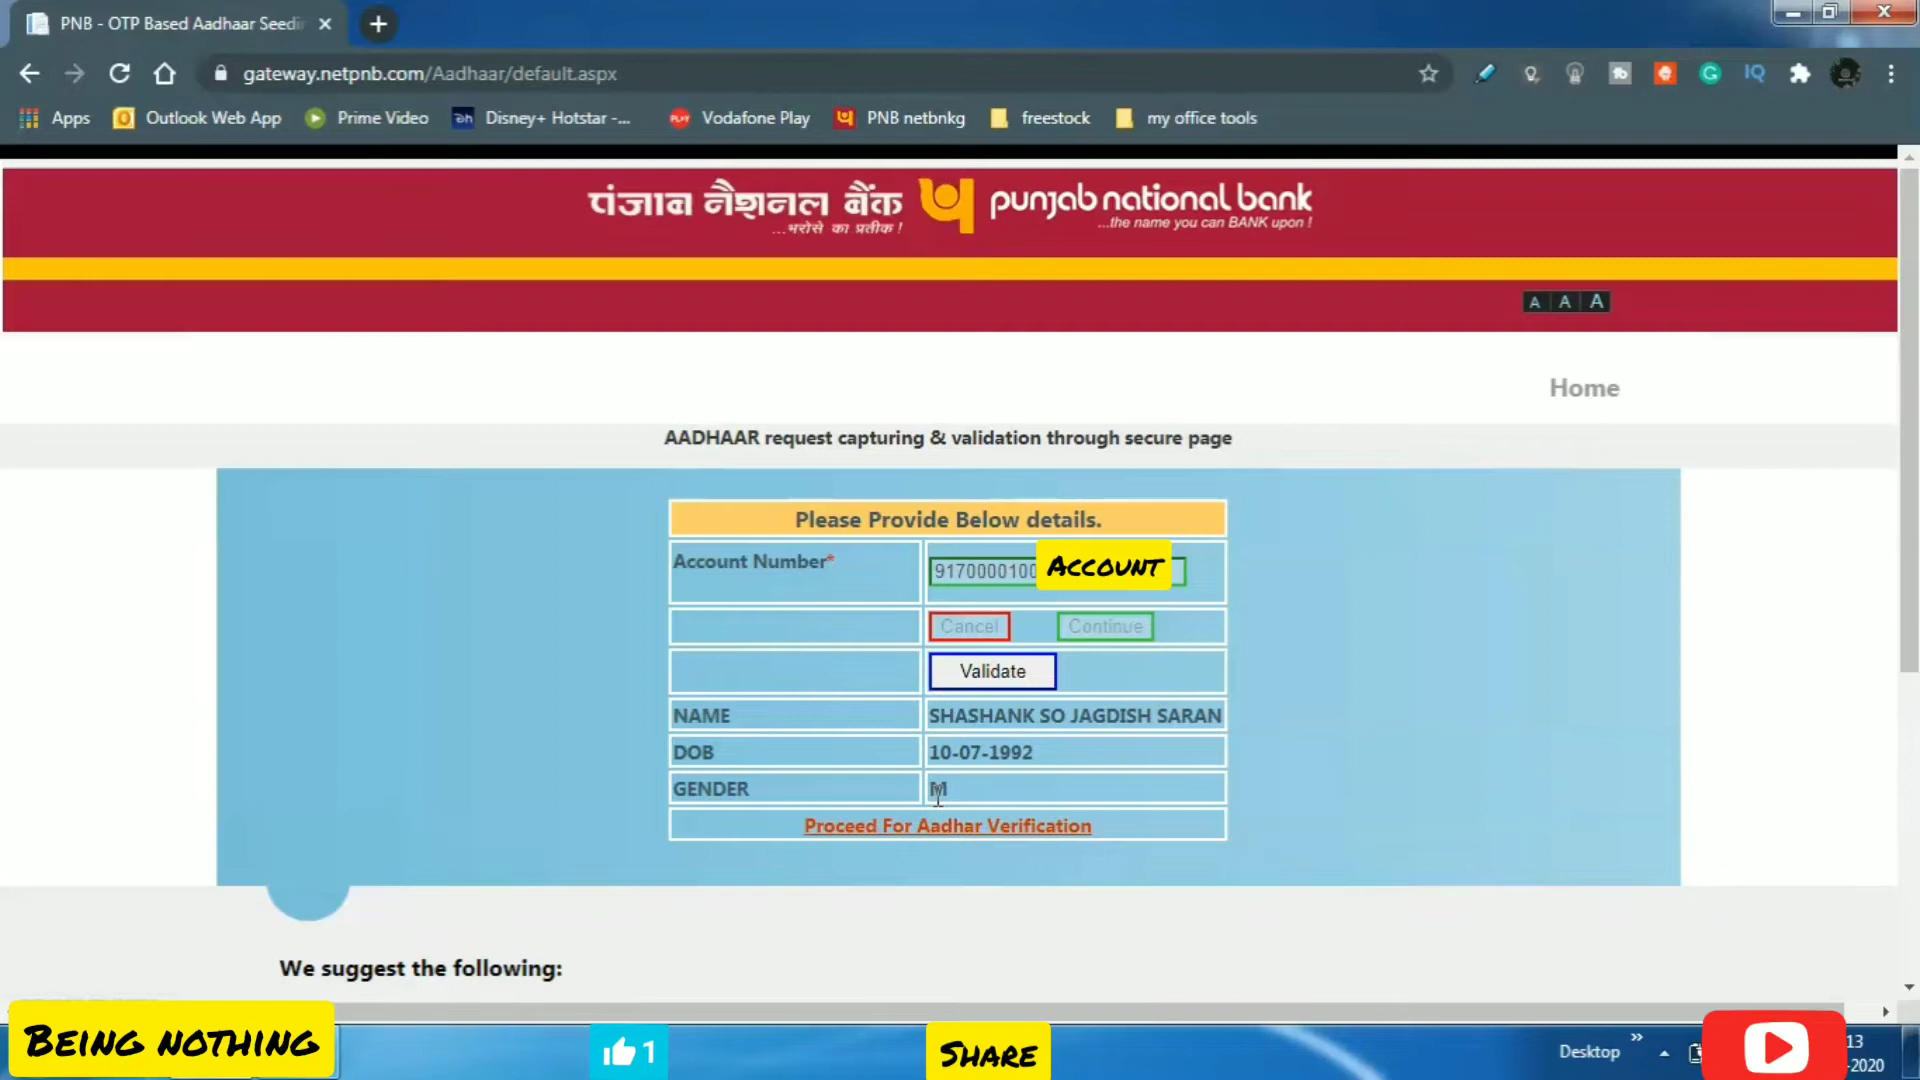 PNB - OTP Based Aadhaar Seedi
gateway.netpnb.com/Aadhaar/default.aspx
Apps Outlook Web App Prime Video Disney+ Hotstar -... Vodafone Play PNB netbnkg freestock my office tools
पंजाब नैशनल बैंक punjab national bank
...भरोसे का प्रतीक ! ...the name you can BANK upon !
A A A
Home
AADHAAR request capturing & validation through secure page
Please Provide Below details.
Account Number* 9170000100 ACCOUNT
Cancel Continue
Validate
NAME SHASHANK SO JAGDISH SARAN
DOB 10-07-1992
GENDER M
Proceed For Aadhar Verification
We suggest the following:
BEING NOTHING 1 SHARE Desktop 13
-2020